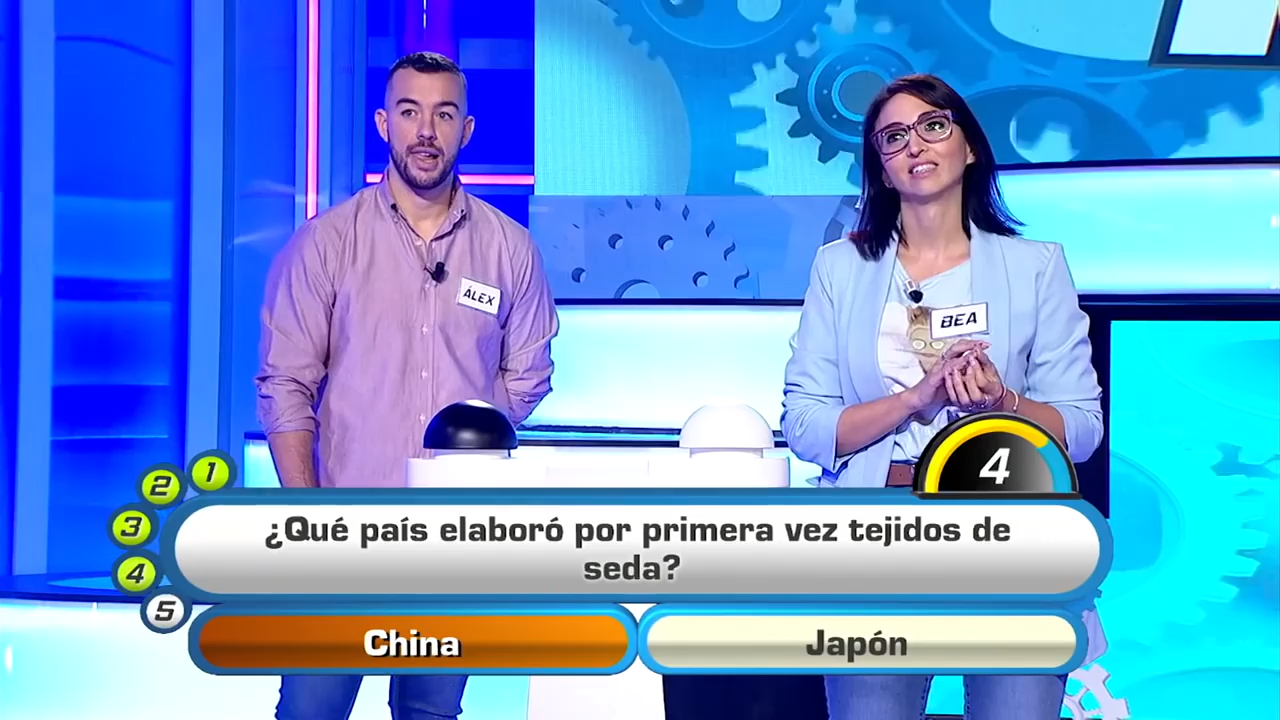 ÁLEX
BEA
4
1
2
3
4
5
¿Qué país elaboró por primera vez tejidos de
seda?
China
Japón